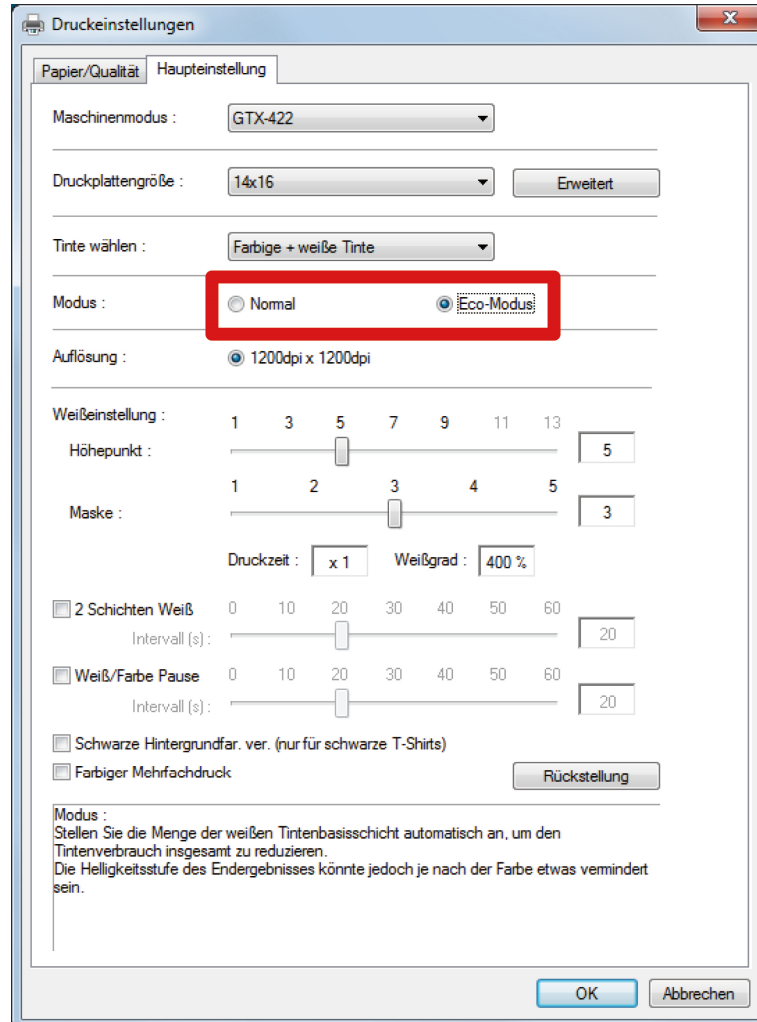 Druckeinstellungen
Papier/Qualität Haupteinstellung
Maschinenmodus : GTX-422
Druckplattengröße : 14x16 Erweitert
Tinte wählen : Farbige + weiße Tinte
Modus : Normal Eco-Modus
Auflösung : 1200dpi x 1200dpi
Weißeinstellung :
1 3 5 7 9 11 13
Höhepunkt : 5
1 2 3 4 5
Maske : 3
Druckzeit : x 1 Weißgrad : 400 %
2 Schichten Weiß 0 10 20 30 40 50 60
Intervall (s) : 20
Weiß/Farbe Pause 0 10 20 30 40 50 60
Intervall (s) : 20
Schwarze Hintergrundfar. ver. (nur für schwarze T-Shirts)
Farbiger Mehrfachdruck Rückstellung
Modus :
Stellen Sie die Menge der weißen Tintenbasisschicht automatisch an, um den
Tintenverbrauch insgesamt zu reduzieren.
Die Helligkeitsstufe des Endergebnisses könnte jedoch je nach der Farbe etwas vermindert
sein.
OK Abbrechen